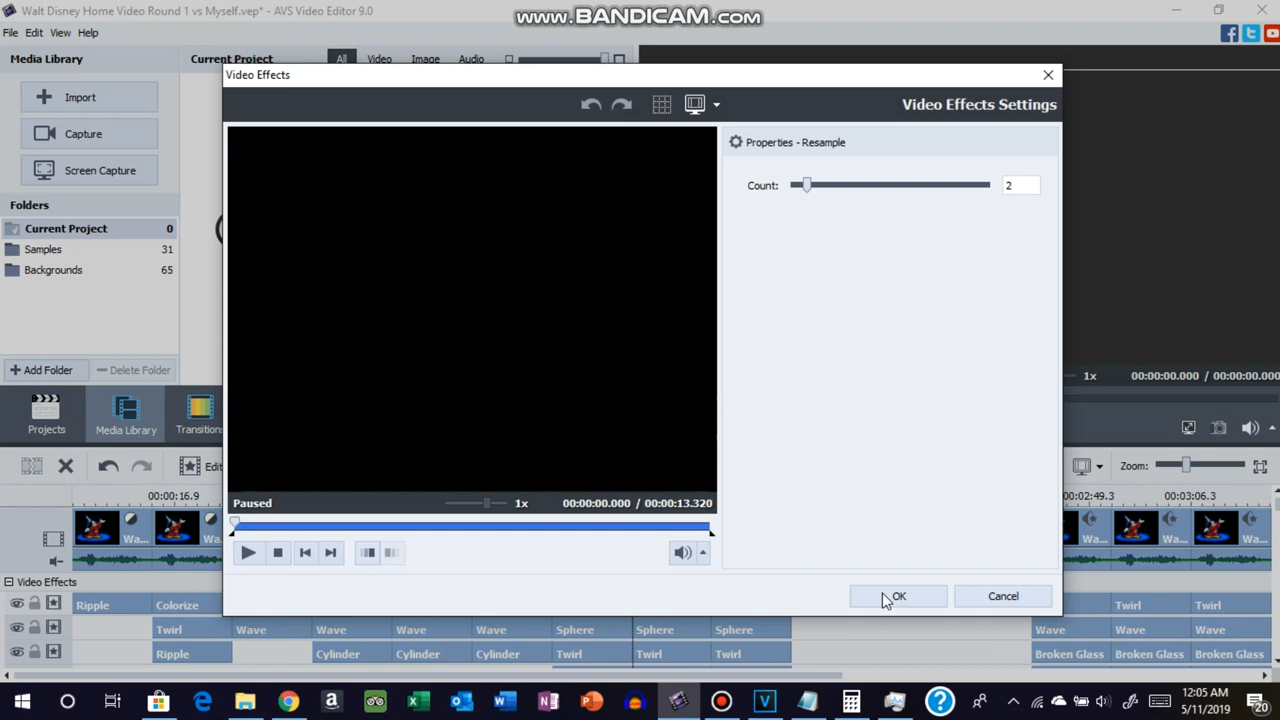 Walt Disney Home Video Round 1 vs Myself.vep* - AVS Video Editor 9.0
www.BANDICAM.com
File Edit View Help
Media Library
Current Project
All Video Image Audio
Video Effects
Video Effects Settings
Import
Capture
Screen Capture
Properties - Resample
Count: 2
Folders
Current Project 0
Samples 31
Backgrounds 65
Add Folder
Delete Folder
1x 00:00:00.000 / 00:00:00.000
Projects
Media Library
Transition
Edit
Zoom:
00:00:16.9
Paused 1x 00:00:00.000 / 00:00:13.320
00:02:49.3 00:03:06.3
Wa... Wa
Wa... Wa...
Video Effects
OK
Cancel
Ripple Colorize Twirl Twirl
Twirl Wave Wave Wave Wave Sphere Sphere Sphere Wave Wave Wave
Ripple Cylinder Cylinder Cylinder Twirl Twirl Twirl Broken Glass Broken Glass Broken Glass
12:05 AM
5/11/2019
20